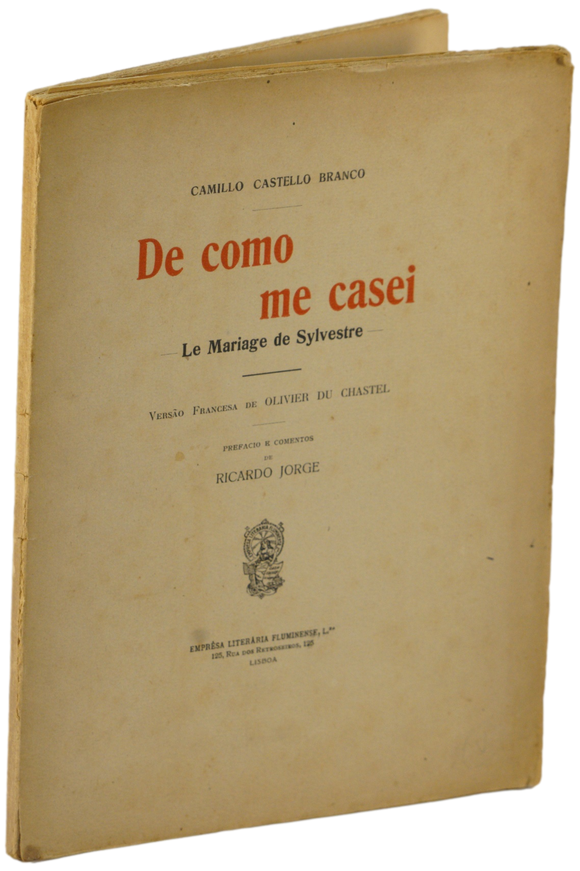 CAMILLO CASTELLO BRANCO
De como
me casei
Le Mariage de Sylvestre
VERSÃO FRANCESA DE OLIVIER DU CHASTEL
PREFACIO E COMENTOS
DE
RICARDO JORGE
EMPRÊSA LITERÁRIA FLUMINENSE, L.da
125, RUA DOS RETROSEIROS, 125
LISBOA